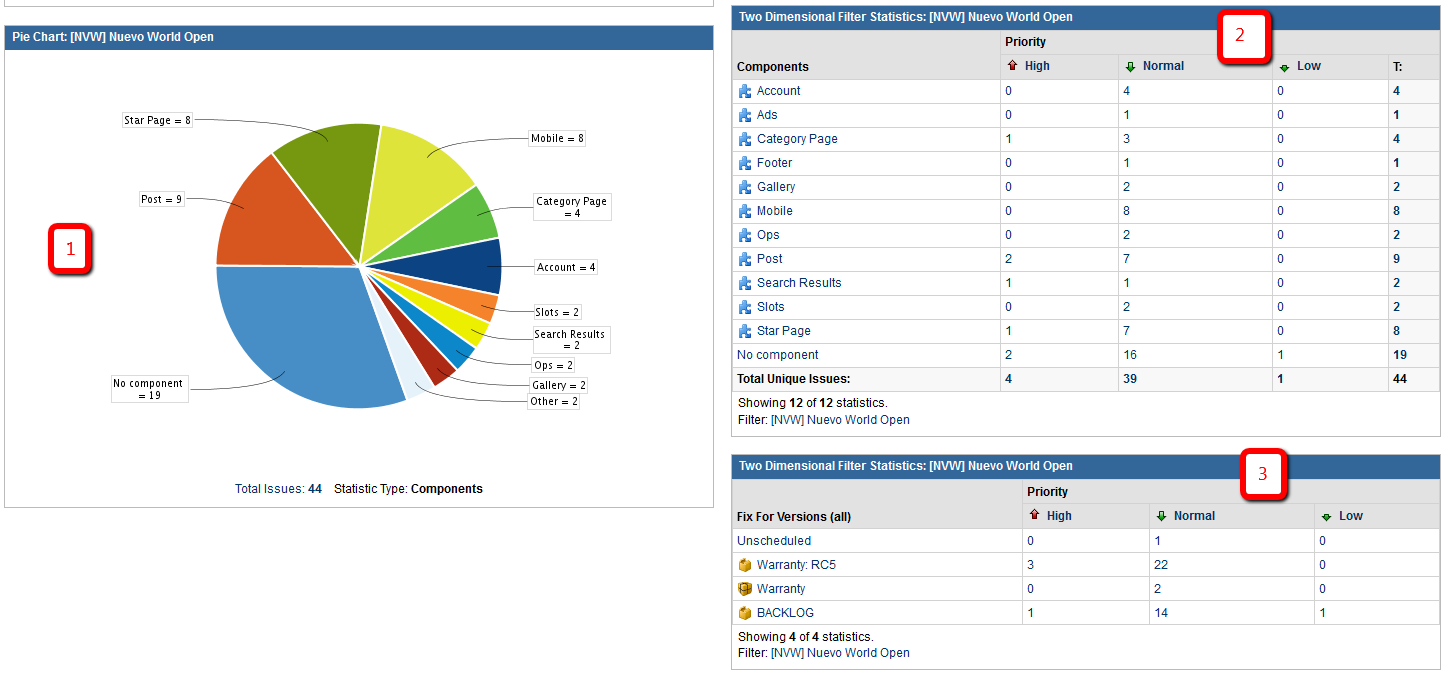 Pie Chart: [NVW] Nuevo World Open
Star Page = 8
Mobile = 8
Post = 9
Category Page
= 4
1
Account = 4
Slots = 2
Search Results
= 2
Ops = 2
No component
= 19
Gallery = 2
Other = 2
Total Issues: 44 Statistic Type: Components
Two Dimensional Filter Statistics: [NVW] Nuevo World Open
2
Priority
Components High Normal Low T:
Account 0 4 0 4
Ads 0 1 0 1
Category Page 1 3 0 4
Footer 0 1 0 1
Gallery 0 2 0 2
Mobile 0 8 0 8
Ops 0 2 0 2
Post 2 7 0 9
Search Results 1 1 0 2
Slots 0 2 0 2
Star Page 1 7 0 8
No component 2 16 1 19
Total Unique Issues: 4 39 1 44
Showing 12 of 12 statistics.
Filter: [NVW] Nuevo World Open
Two Dimensional Filter Statistics: [NVW] Nuevo World Open
3
Priority
Fix For Versions (all) High Normal Low
Unscheduled 0 1 0
Warranty: RC5 3 22 0
Warranty 0 2 0
BACKLOG 1 14 1
Showing 4 of 4 statistics.
Filter: [NVW] Nuevo World Open